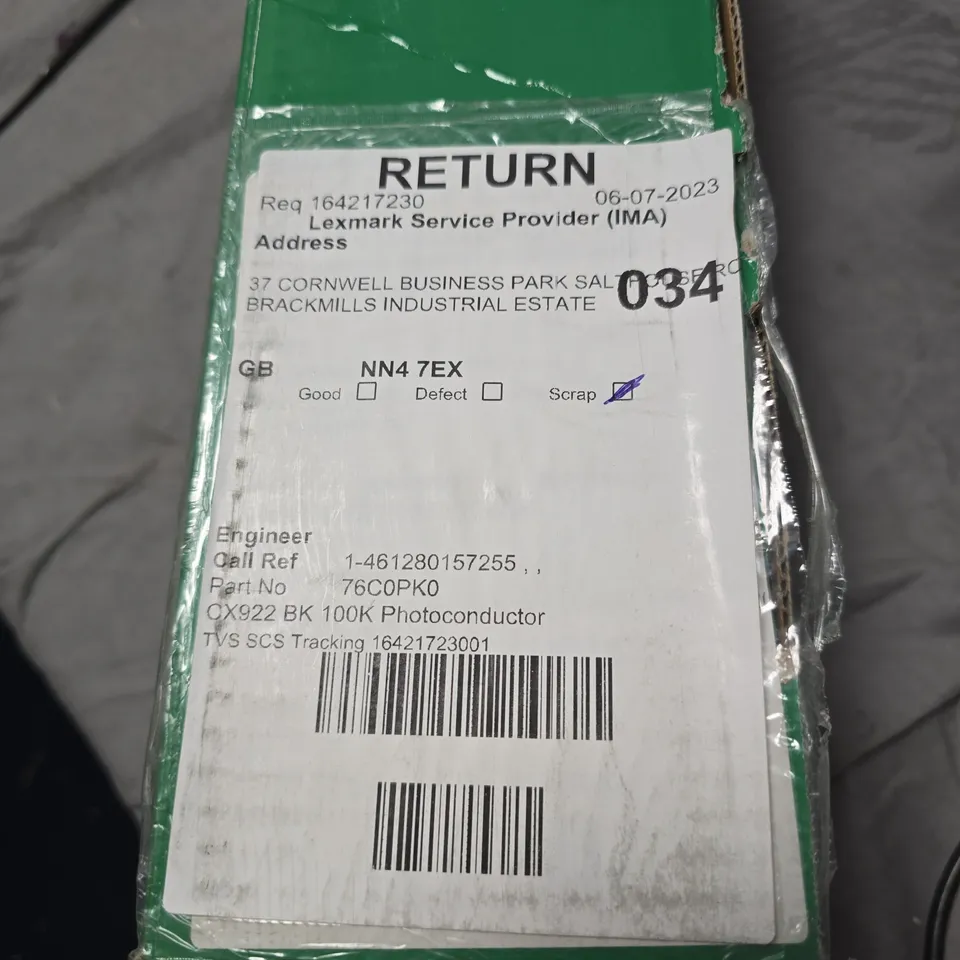 RETURN
Req 164217230 06-07-2023
Lexmark Service Provider (IMA)
Address
37 CORNWELL BUSINESS PARK SALTHOUSE RO
034
BRACKMILLS INDUSTRIAL ESTATE
GB NN4 7EX
Good Defect Scrap
Engineer
Call Ref 1-461280157255 , ,
Part No 76C0PK0
CX922 BK 100K Photoconductor
TVS SCS Tracking 16421723001